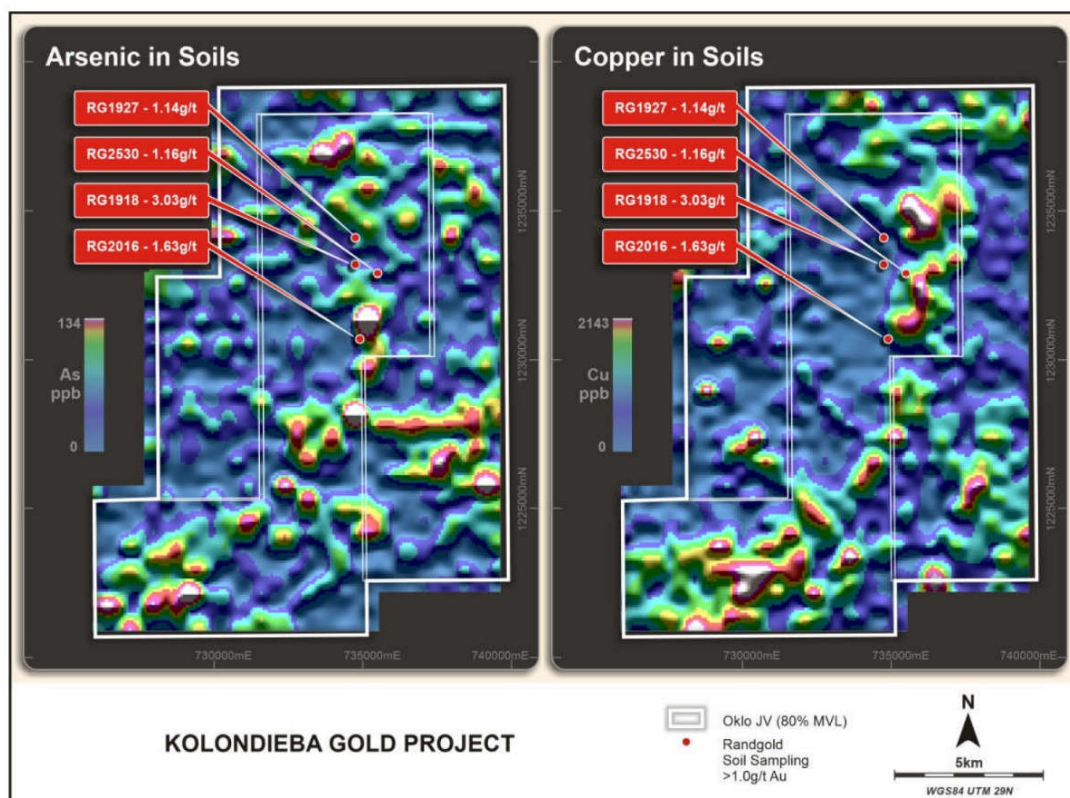 Arsenic in Soils
RG1927 - 1.14g/t
RG2530 - 1.16g/t
RG1918 - 3.03g/t
RG2016 - 1.63g/t
134
As
ppb
0
1235000mN
1230000mN
1225000mN
730000mE
735000mE
740000mE
Copper in Soils
RG1927 - 1.14g/t
RG2530 - 1.16g/t
RG1918 - 3.03g/t
RG2016 - 1.63g/t
2143
Cu
ppb
0
1235000mN
1230000mN
1225000mN
730000mE
735000mE
740000mE
KOLONDIEBA GOLD PROJECT
Oklo JV (80% MVL)
Randgold
Soil Sampling
>1.0g/t Au
N
5km
WGS84 UTM 29N